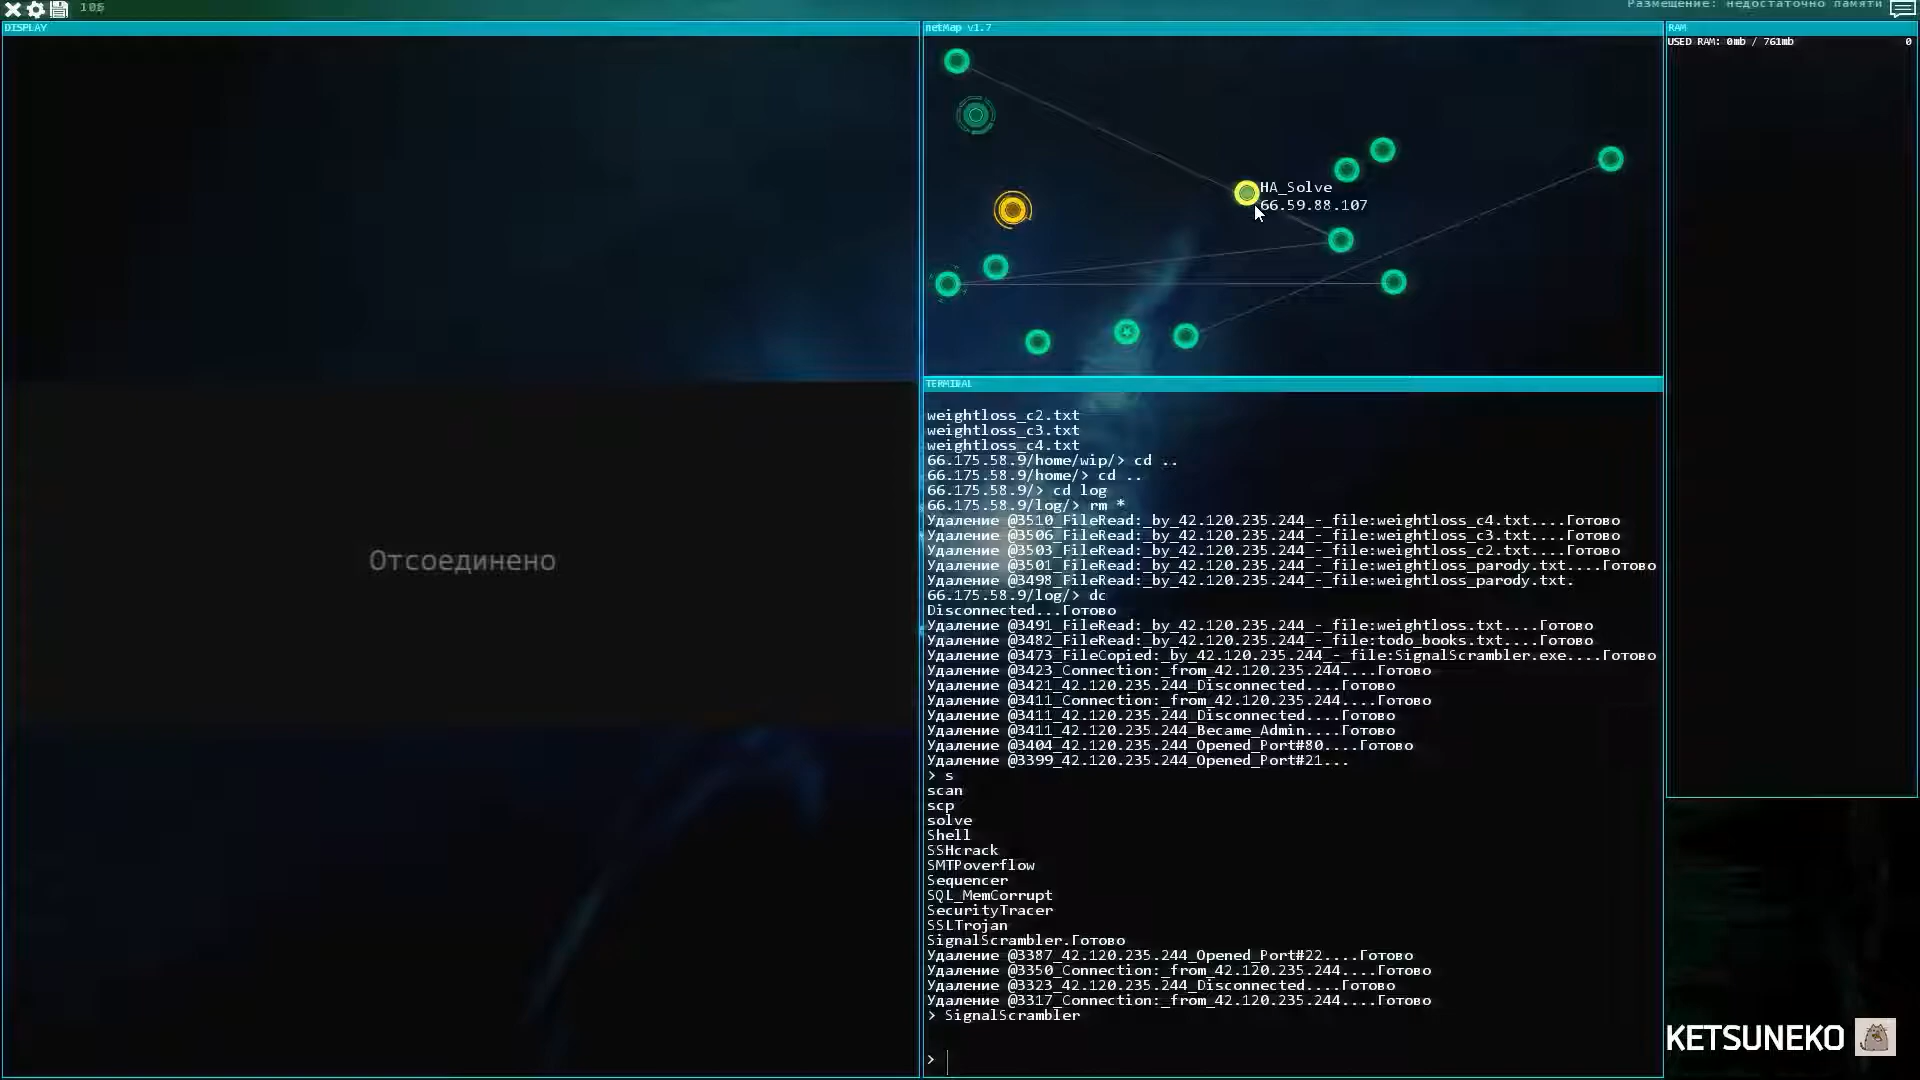 10$
Размещение: недостаточно памяти
DISPLAY
Отсоединено
netMap v1.7
HA_Solve
66.59.88.107
TERMINAL
weightloss_c2.txt
weightloss_c3.txt
weightloss_c4.txt
66.175.58.9/home/wip/> cd ..
66.175.58.9/home/> cd ..
66.175.58.9/> cd log
66.175.58.9/log/> rm *
Удаление @3510_FileRead:_by_42.120.235.244_-_file:weightloss_c4.txt....Готово
Удаление @3506_FileRead:_by_42.120.235.244_-_file:weightloss_c3.txt....Готово
Удаление @3503_FileRead:_by_42.120.235.244_-_file:weightloss_c2.txt....Готово
Удаление @3501_FileRead:_by_42.120.235.244_-_file:weightloss_parody.txt....Готово
Удаление @3498_FileRead:_by_42.120.235.244_-_file:weightloss_parody.txt.
66.175.58.9/log/> dc
Disconnected...Готово
Удаление @3491_FileRead:_by_42.120.235.244_-_file:weightloss.txt....Готово
Удаление @3482_FileRead:_by_42.120.235.244_-_file:todo_books.txt....Готово
Удаление @3473_FileCopied:_by_42.120.235.244_-_file:SignalScrambler.exe....Готово
Удаление @3423_Connection:_from_42.120.235.244....Готово
Удаление @3421_42.120.235.244_Disconnected....Готово
Удаление @3411_Connection:_from_42.120.235.244....Готово
Удаление @3411_42.120.235.244_Disconnected....Готово
Удаление @3411_42.120.235.244_Became_Admin....Готово
Удаление @3404_42.120.235.244_Opened_Port#80....Готово
Удаление @3399_42.120.235.244_Opened_Port#21...
> s
scan
scp
solve
Shell
SSHcrack
SMTPoverflow
Sequencer
SQL_MemCorrupt
SecurityTracer
SSLTrojan
SignalScrambler.Готово
Удаление @3387_42.120.235.244_Opened_Port#22....Готово
Удаление @3350_Connection:_from_42.120.235.244....Готово
Удаление @3323_42.120.235.244_Disconnected....Готово
Удаление @3317_Connection:_from_42.120.235.244....Готово
> SignalScrambler
>
RAM
USED RAM: 0mb / 761mb 0
KETSUNEKO